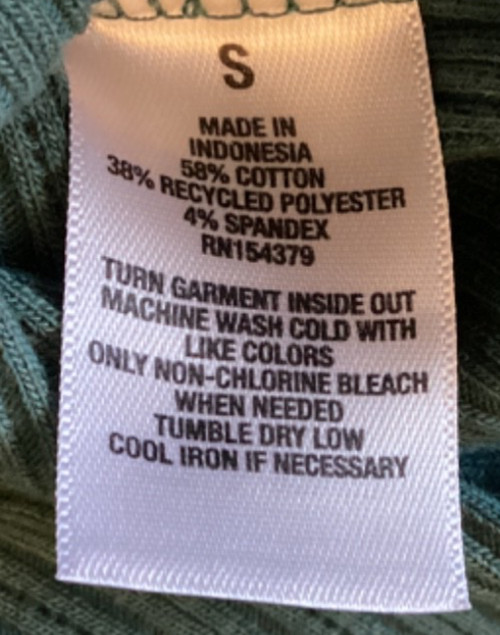 S
MADE IN
INDONESIA
58% COTTON
38% RECYCLED POLYESTER
4% SPANDEX
RN154379
TURN GARMENT INSIDE OUT
MACHINE WASH COLD WITH
LIKE COLORS
ONLY NON-CHLORINE BLEACH
WHEN NEEDED
TUMBLE DRY LOW
COOL IRON IF NECESSARY